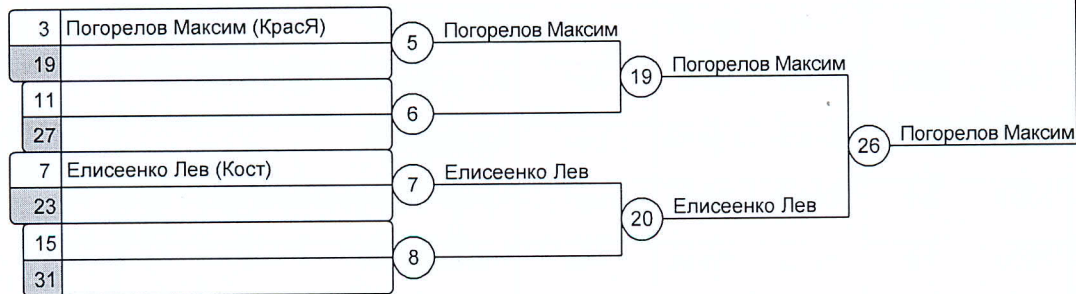 3 Погорелов Максим (КрасЯ)
19
11
27
7 Елисеенко Лев (Кост)
23
15
31
5 Погорелов Максим
6
7 Елисеенко Лев
8
19 Погорелов Максим
20 Елисеенко Лев
26 Погорелов Максим